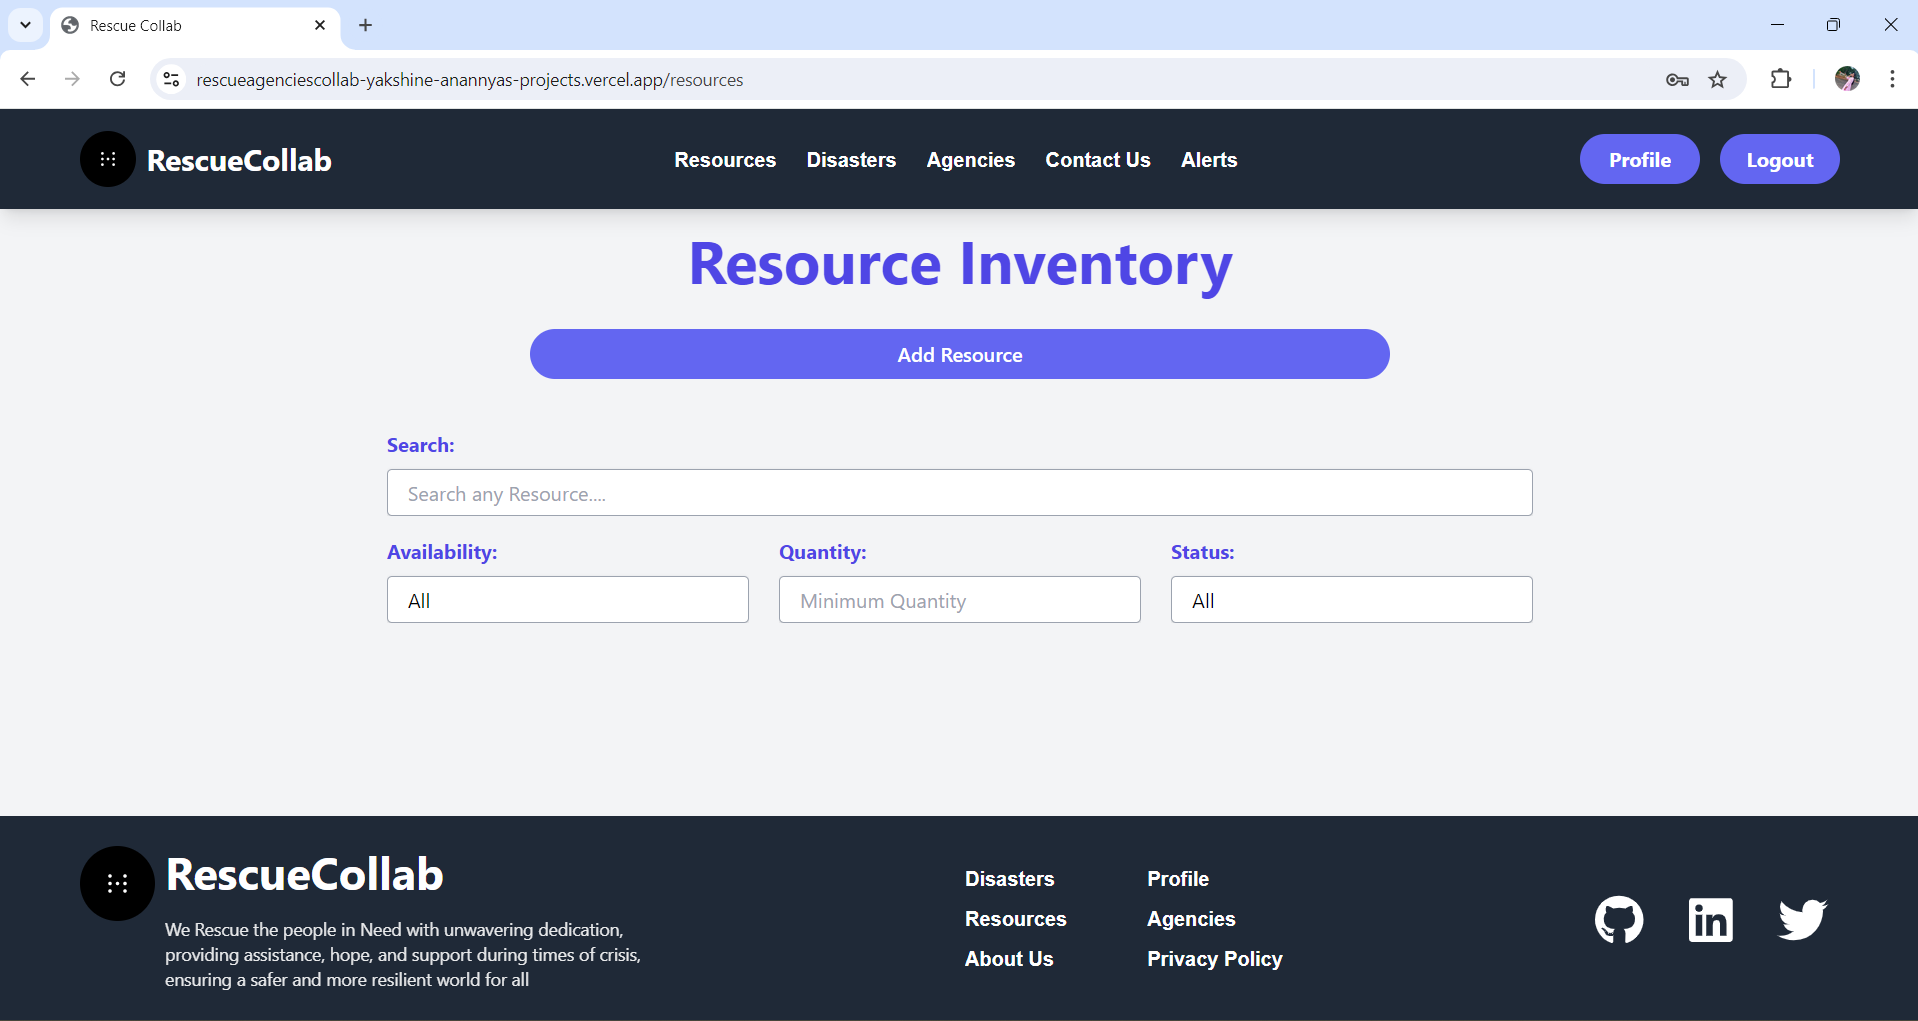 Rescue Collab
rescueagenciescollab-yakshine-anannyas-projects.vercel.app/resources
RescueCollab
Resources Disasters Agencies Contact Us Alerts
Profile Logout
Resource Inventory
Add Resource
Search:
Search any Resource....
Availability: Quantity: Status:
All Minimum Quantity All
RescueCollab
We Rescue the people in Need with unwavering dedication,
providing assistance, hope, and support during times of crisis,
ensuring a safer and more resilient world for all
Disasters Profile
Resources Agencies
About Us Privacy Policy